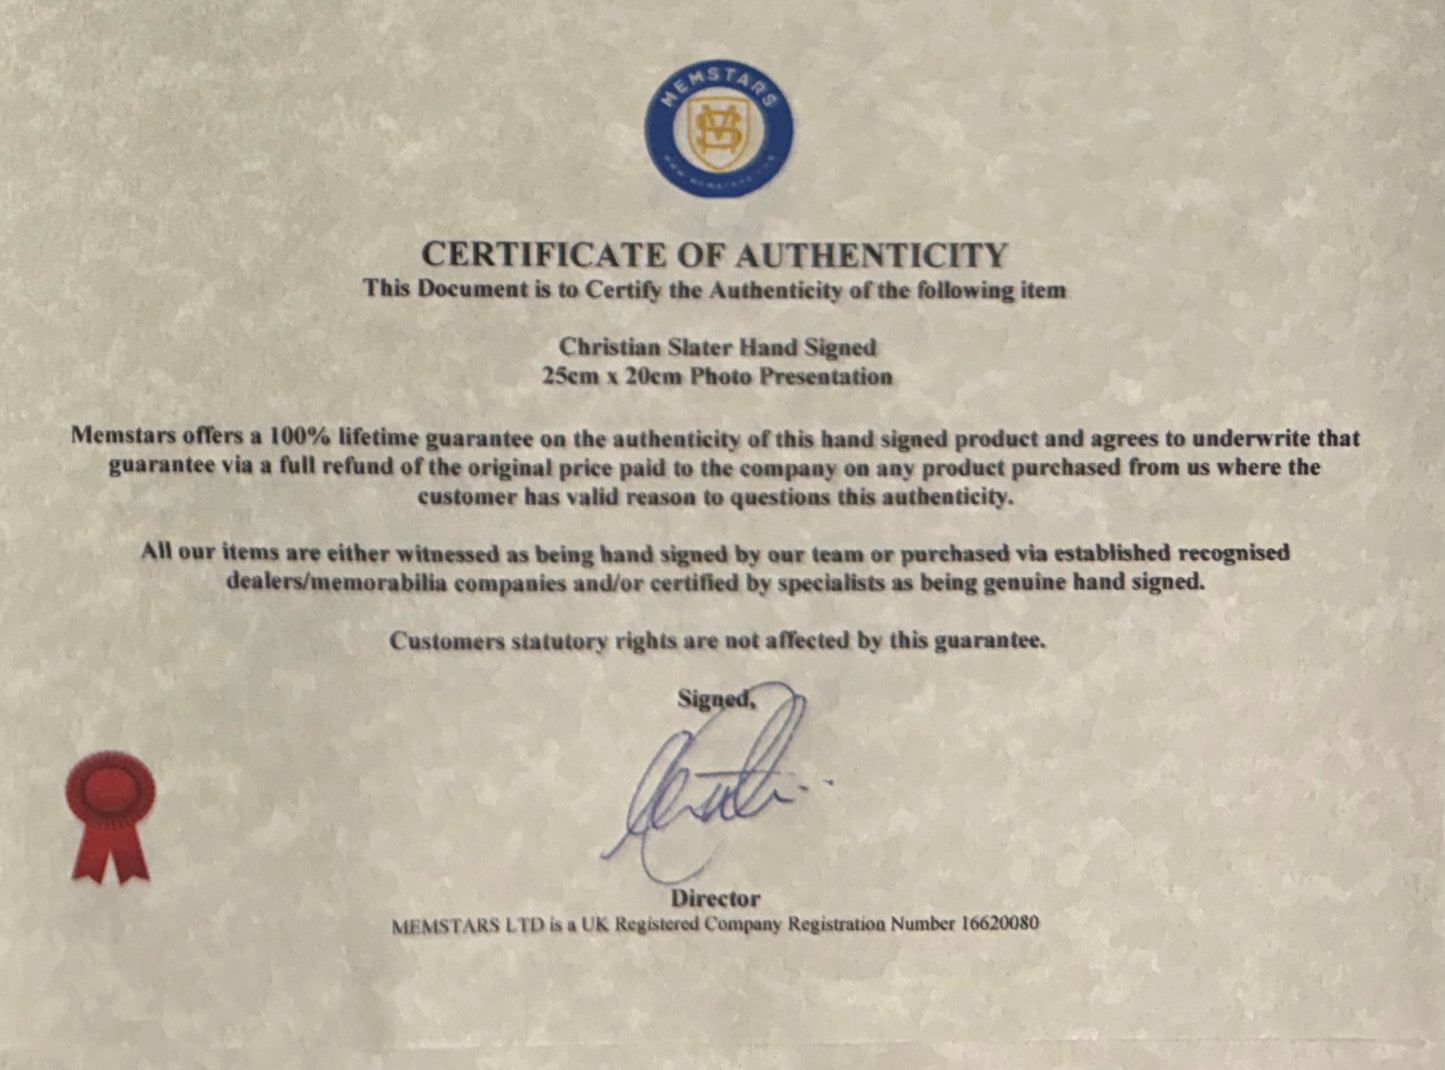 MEMSTARS
MS
CERTIFICATE OF AUTHENTICITY
This Document is to Certify the Authenticity of the following item
Christian Slater Hand Signed
25cm x 20cm Photo Presentation
Memstars offers a 100% lifetime guarantee on the authenticity of this hand signed product and agrees to underwrite that
guarantee via a full refund of the original price paid to the company on any product purchased from us where the
customer has valid reason to questions this authenticity.
All our items are either witnessed as being hand signed by our team or purchased via established recognised
dealers/memorabilia companies and/or certified by specialists as being genuine hand signed.
Customers statutory rights are not affected by this guarantee.
Signed,
Director
MEMSTARS LTD is a UK Registered Company Registration Number 16620080